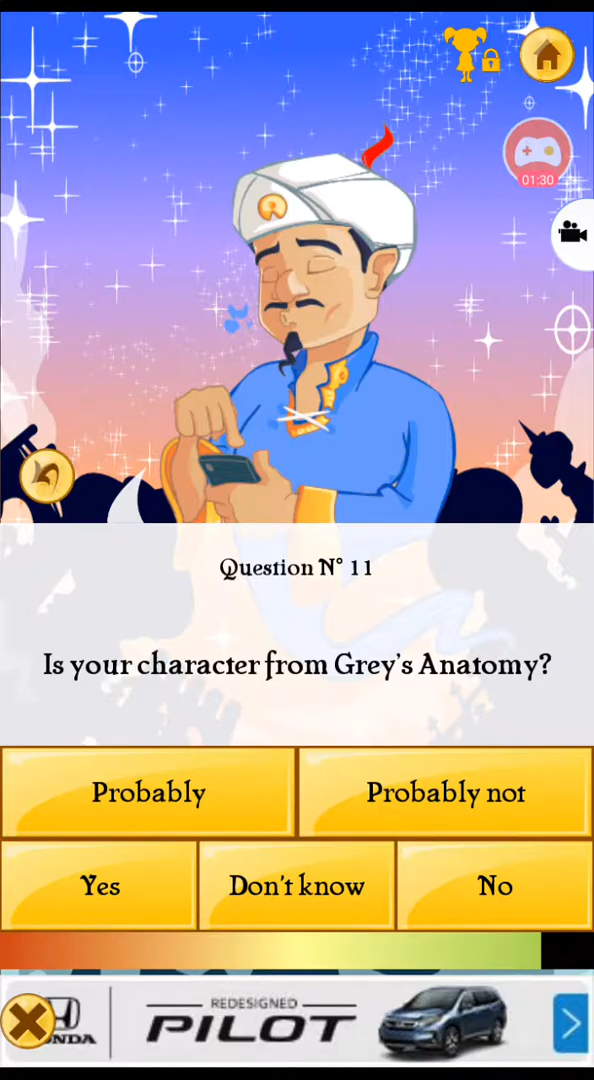 01:30
Question N° 11
Is your character from Grey's Anatomy?
Probably
Probably not
Yes
Don't know
No
REDESIGNED
PILOT